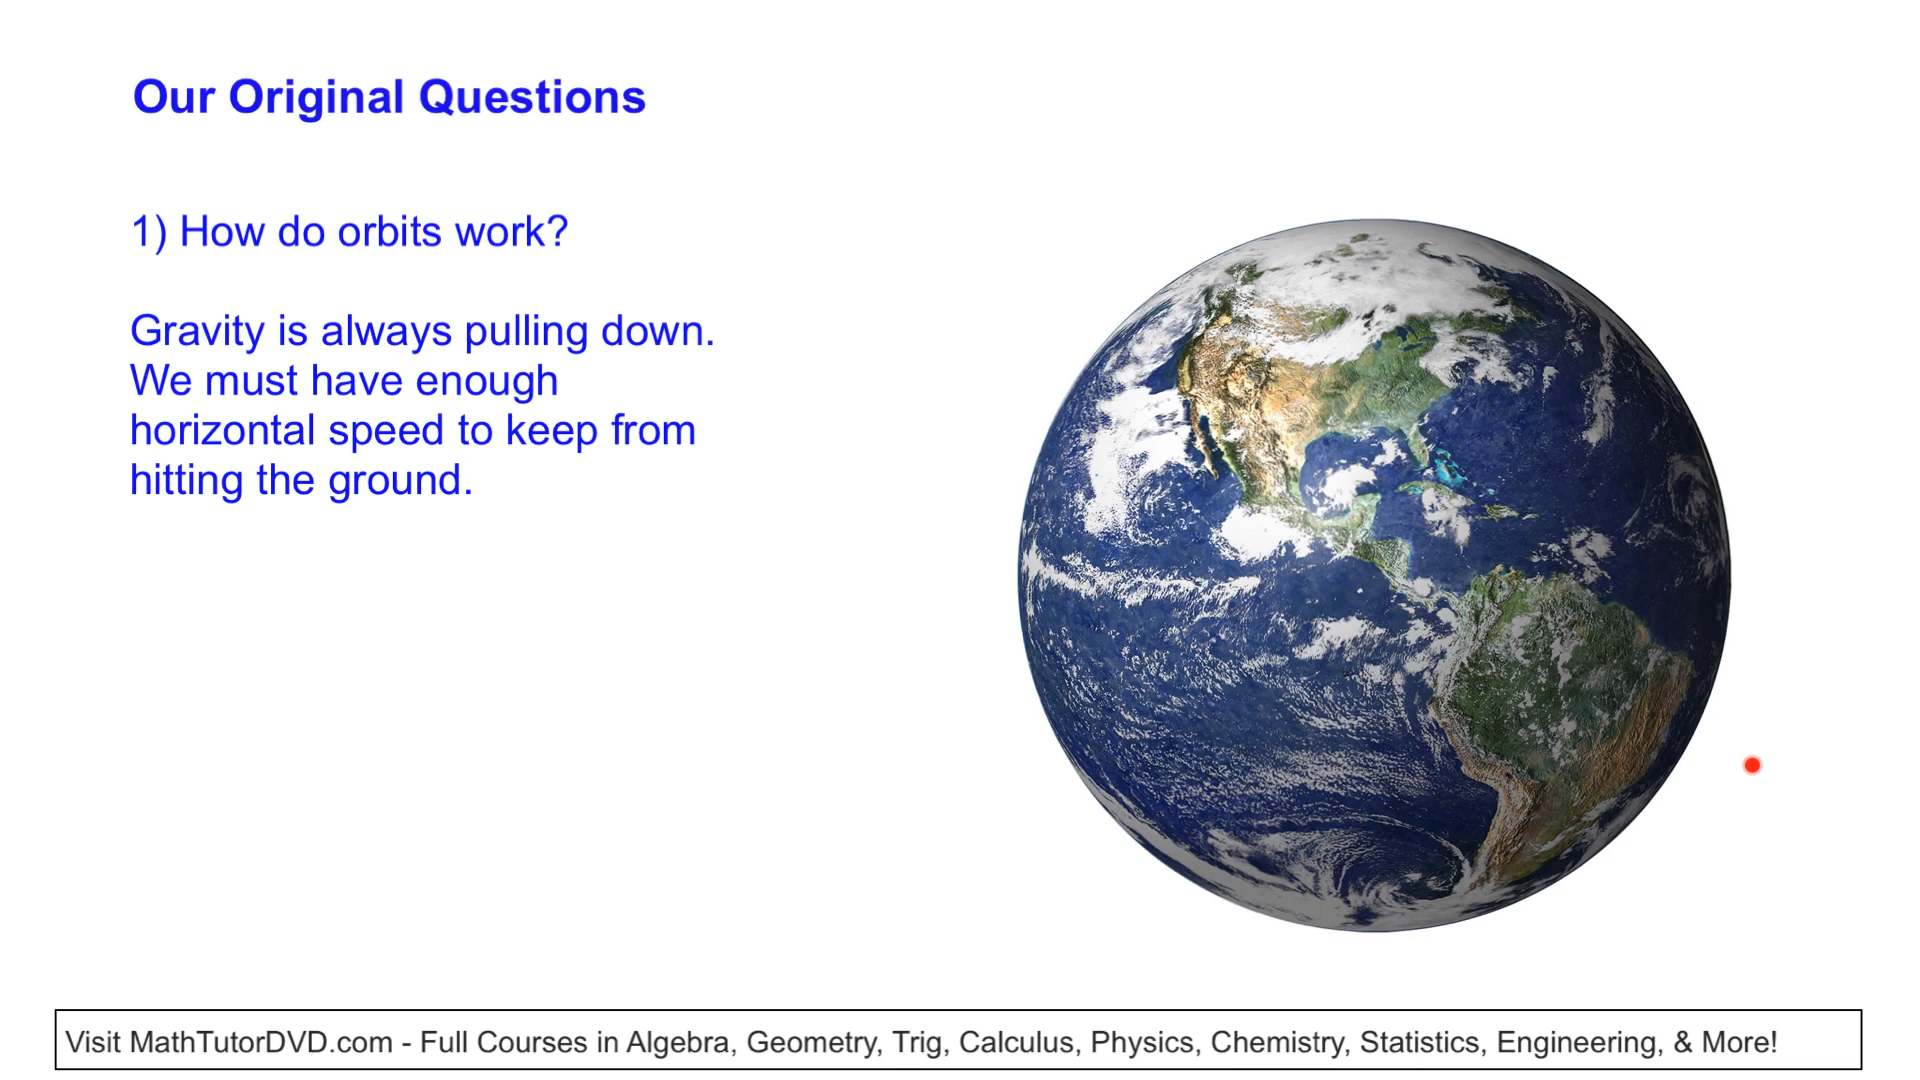 Our Original Questions
1) How do orbits work?
Gravity is always pulling down.
We must have enough
horizontal speed to keep from
hitting the ground.
Visit MathTutorDVD.com - Full Courses in Algebra, Geometry, Trig, Calculus, Physics, Chemistry, Statistics, Engineering, & More!